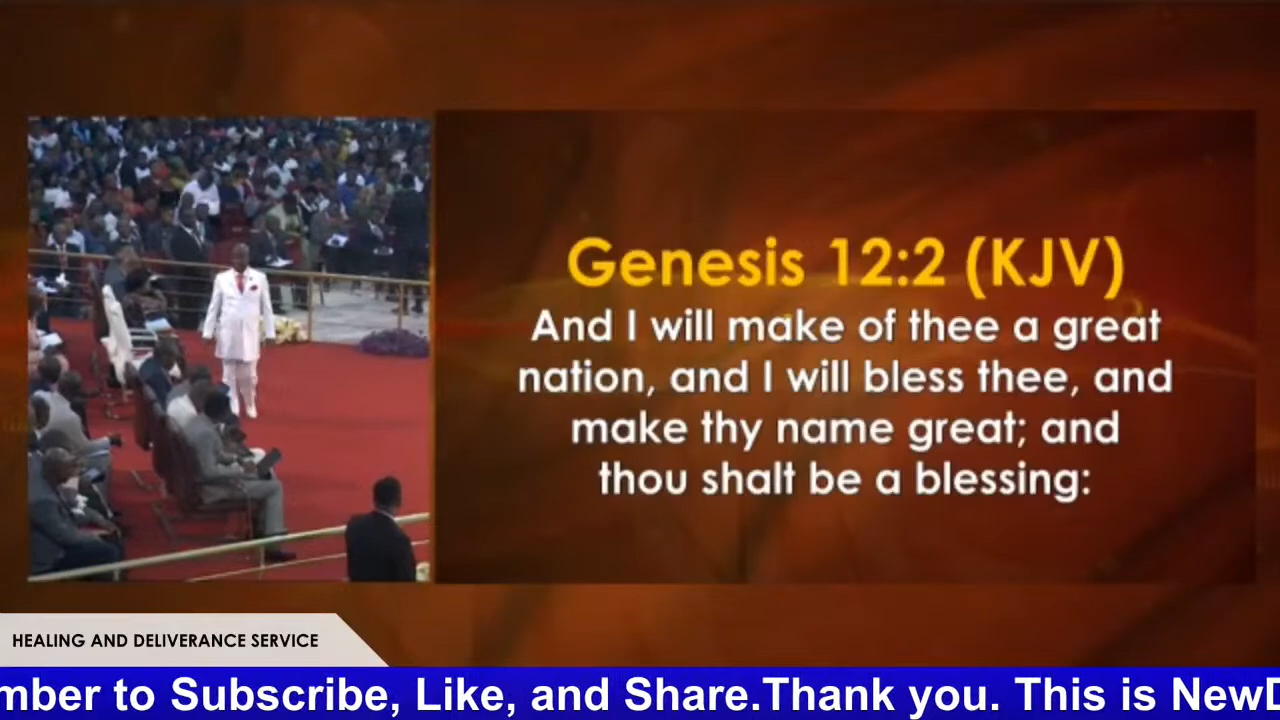 Genesis 12:2 (KJV)
And I will make of thee a great
nation, and I will bless thee, and
make thy name great; and
thou shalt be a blessing:
HEALING AND DELIVERANCE SERVICE
to Subscribe, Like, and Share.Thank you. This is